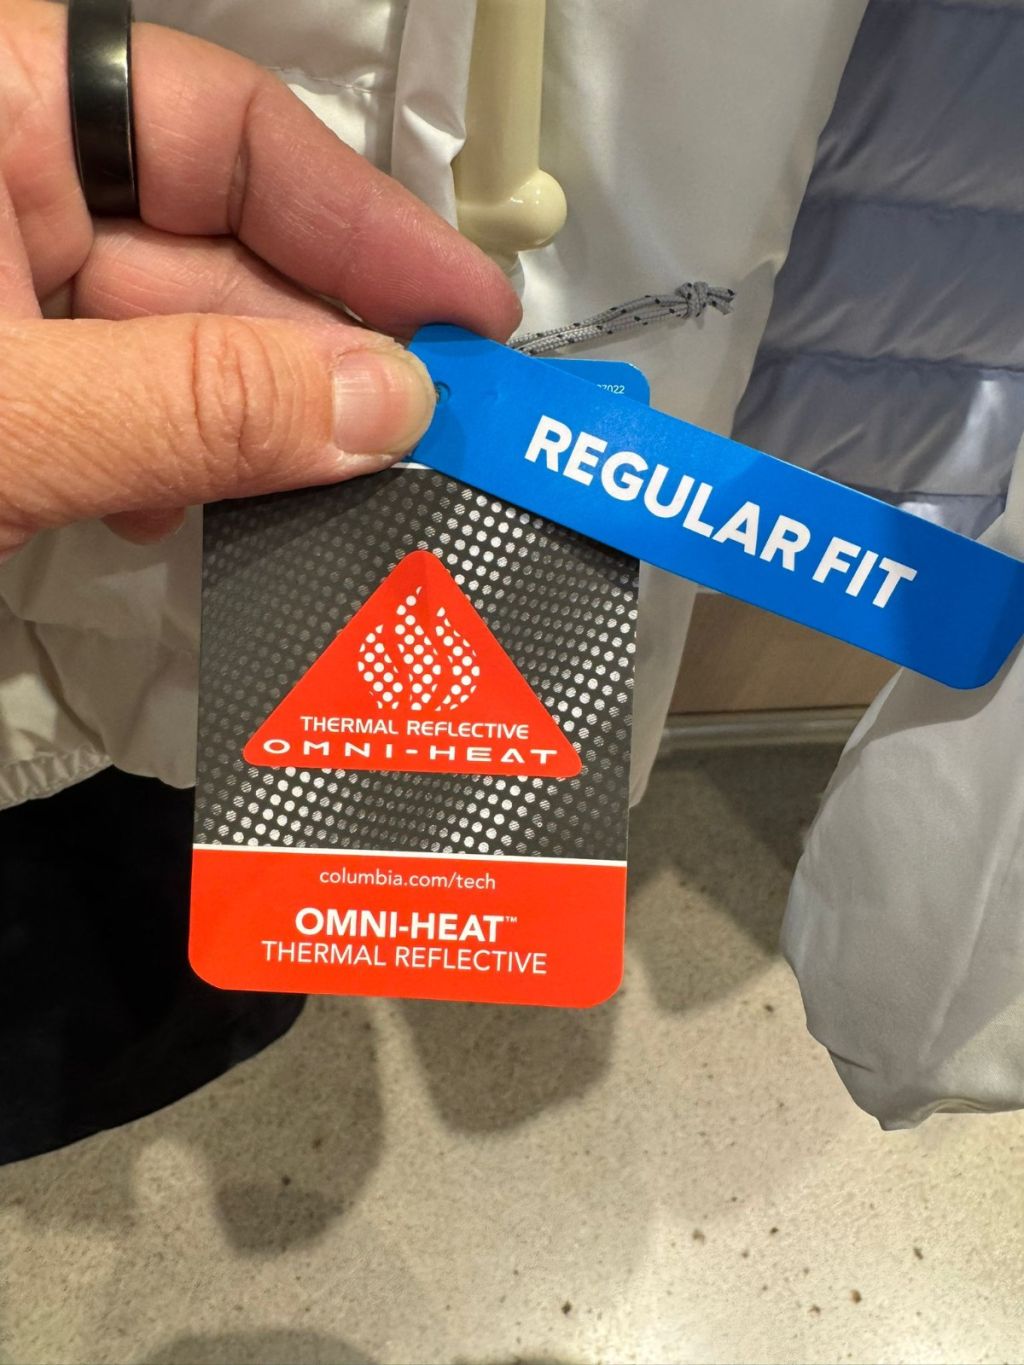 REGULAR FIT
THERMAL REFLECTIVE
OMNI-HEAT
columbia.com/tech
OMNI-HEAT™
THERMAL REFLECTIVE